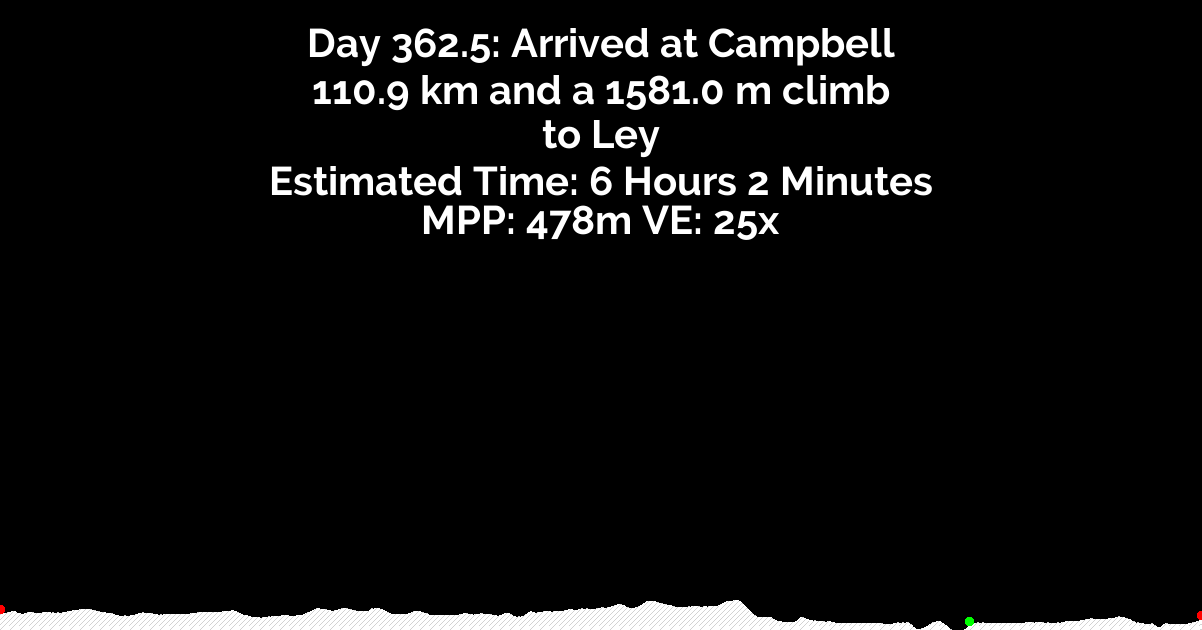 Day 362.5: Arrived at Campbell
110.9 km and a 1581.0 m climb
to Ley
Estimated Time: 6 Hours 2 Minutes
MPP: 478m VE: 25x